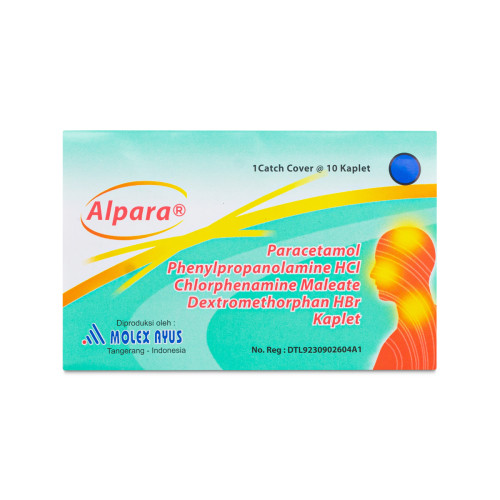 1Catch Cover @ 10 Kaplet
Alpara®
Paracetamol
Phenylpropanolamine HCl
Chlorphenamine Maleate
Dextromethorphan HBr
Kaplet
Diproduksi oleh :
MOLEX AYUS
Tangerang - Indonesia
No. Reg : DTL9230902604A1